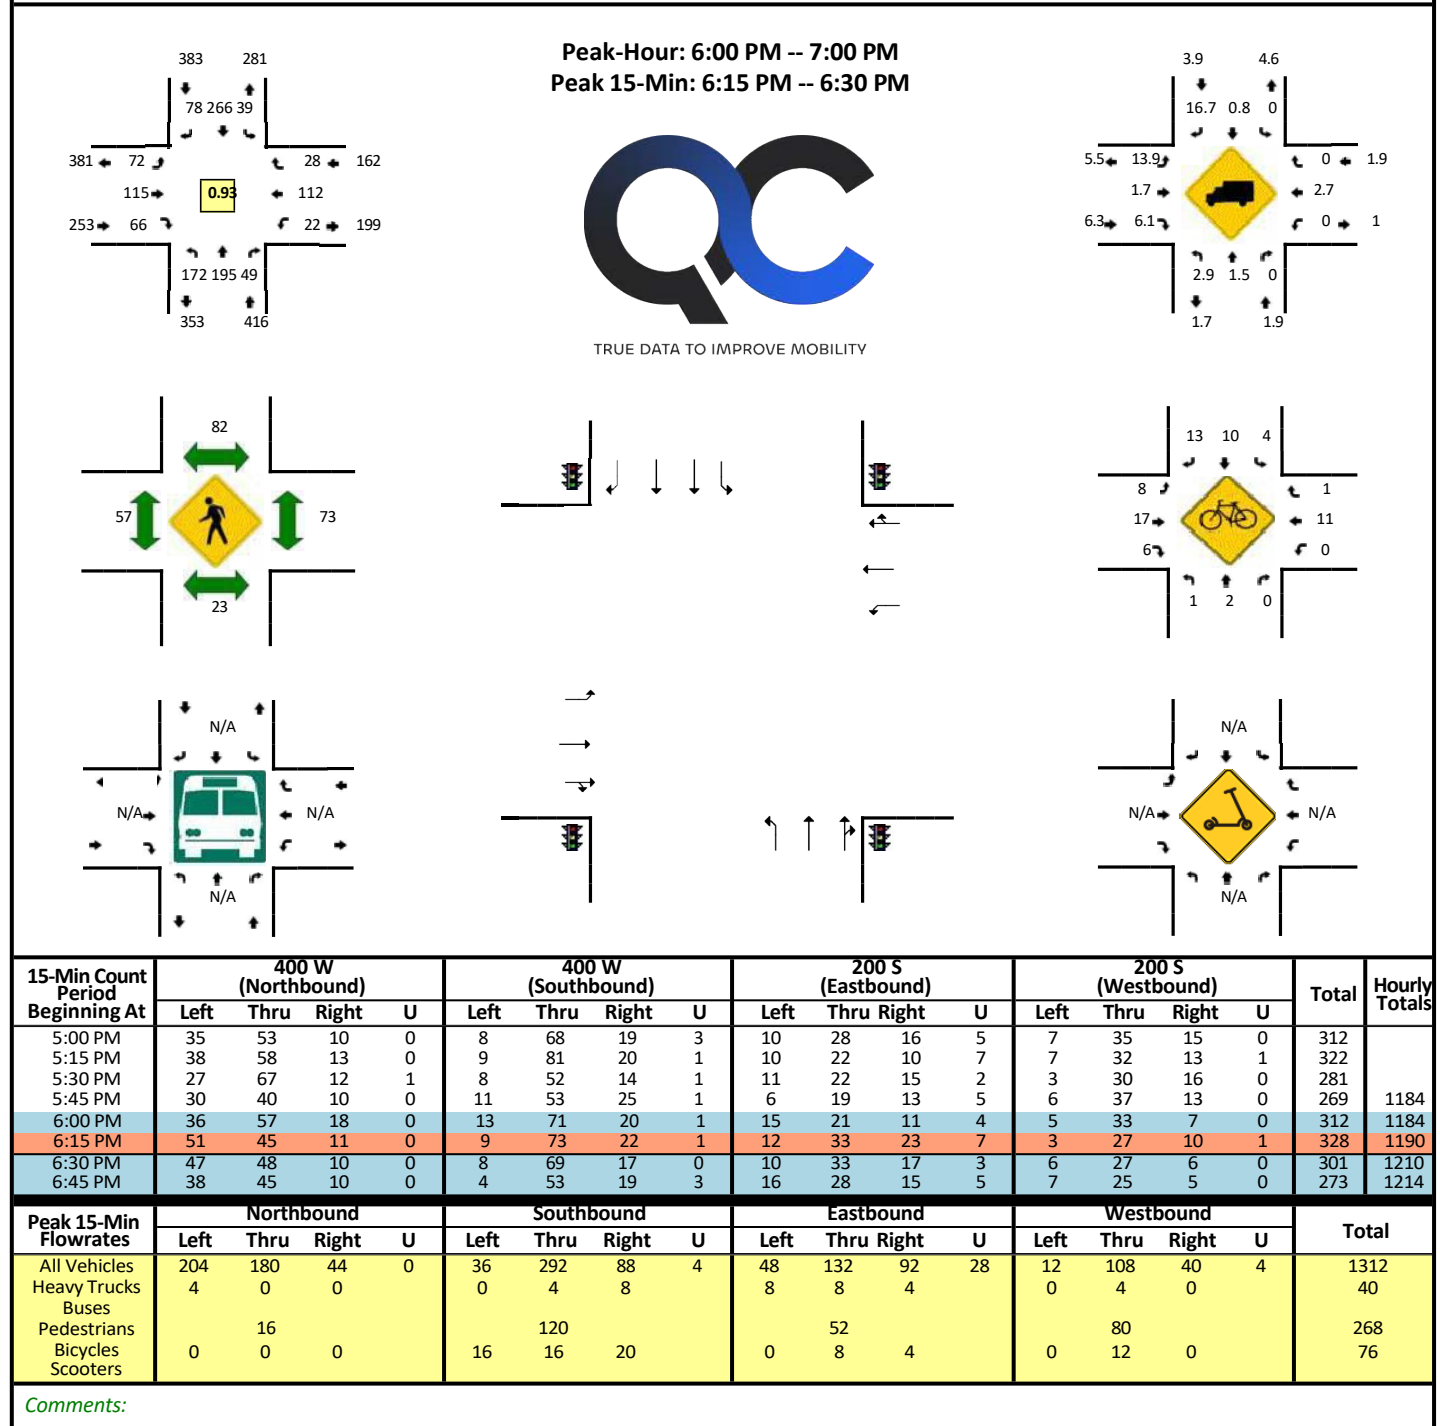 Peak-Hour: 6:00 PM -- 7:00 PM
Peak 15-Min: 6:15 PM -- 6:30 PM
383 281
78 266 39
381 72 28 162
115 0.93 112
253 66 22 199
172 195 49
353 416
QC
TRUE DATA TO IMPROVE MOBILITY
3.9 4.6
16.7 0.8 0
5.5 13.9 0 1.9
1.7 2.7
6.3 6.1 0 1
2.9 1.5 0
1.7 1.9
82
57 73
23
13 10 4
8 1
17 11
6 0
1 2 0
N/A
N/A N/A
N/A
N/A
N/A N/A
N/A
15-Min Count Period Beginning At 400 W (Northbound) 400 W (Southbound) 200 S (Eastbound) 200 S (Westbound) Total Hourly Totals
Left Thru Right U Left Thru Right U Left Thru Right U Left Thru Right U
5:00 PM 35 53 10 0 8 68 19 3 10 28 16 5 7 35 15 0 312
5:15 PM 38 58 13 0 9 81 20 1 10 22 10 7 7 32 13 1 322
5:30 PM 27 67 12 1 8 52 14 1 11 22 15 2 3 30 16 0 281
5:45 PM 30 40 10 0 11 53 25 1 6 19 13 5 6 37 13 0 269 1184
6:00 PM 36 57 18 0 13 71 20 1 15 21 11 4 5 33 7 0 312 1184
6:15 PM 51 45 11 0 9 73 22 1 12 33 23 7 3 27 10 1 328 1190
6:30 PM 47 48 10 0 8 69 17 0 10 33 17 3 6 27 6 0 301 1210
6:45 PM 38 45 10 0 4 53 19 3 16 28 15 5 7 25 5 0 273 1214
Peak 15-Min Flowrates Northbound Southbound Eastbound Westbound Total
Left Thru Right U Left Thru Right U Left Thru Right U Left Thru Right U
All Vehicles 204 180 44 0 36 292 88 4 48 132 92 28 12 108 40 4 1312
Heavy Trucks 4 0 0 0 4 8 8 8 4 0 4 0 40
Buses
Pedestrians 16 120 52 80 268
Bicycles 0 0 0 16 16 20 0 8 4 0 12 0 76
Scooters
Comments: